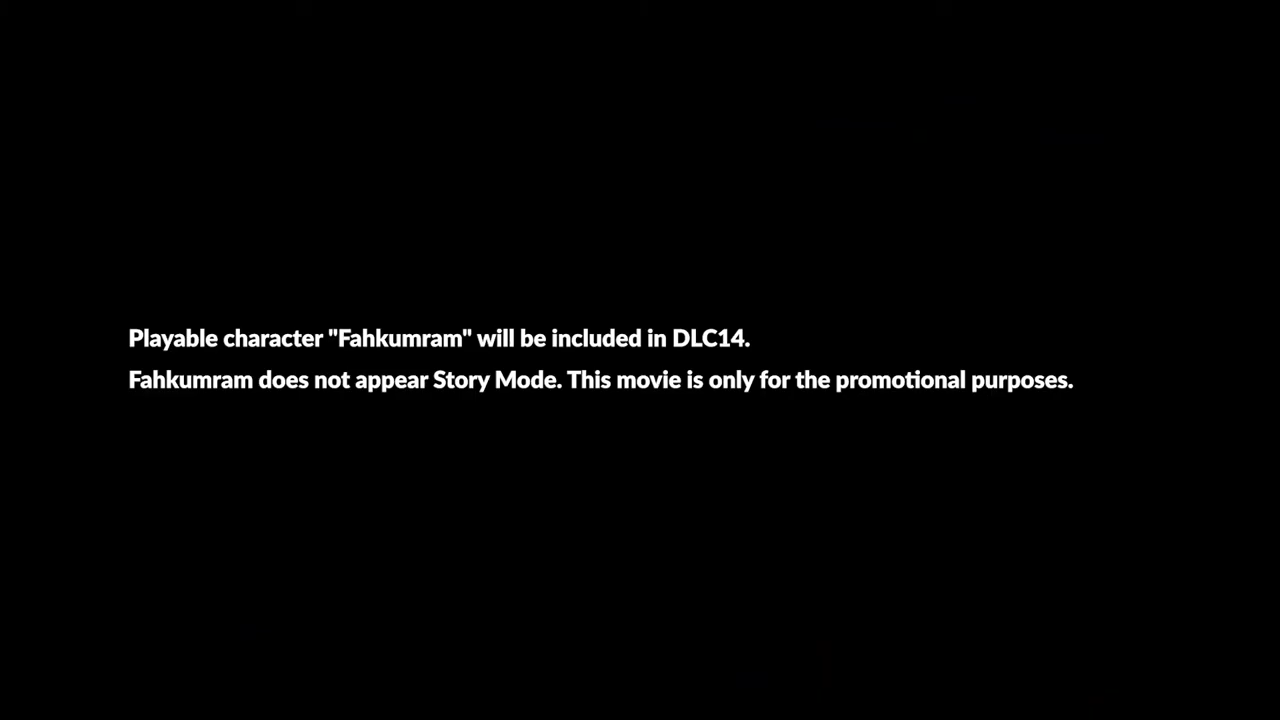 Playable character "Fahkumram" will be included in DLC14.
Fahkumram does not appear Story Mode. This movie is only for the promotional purposes.